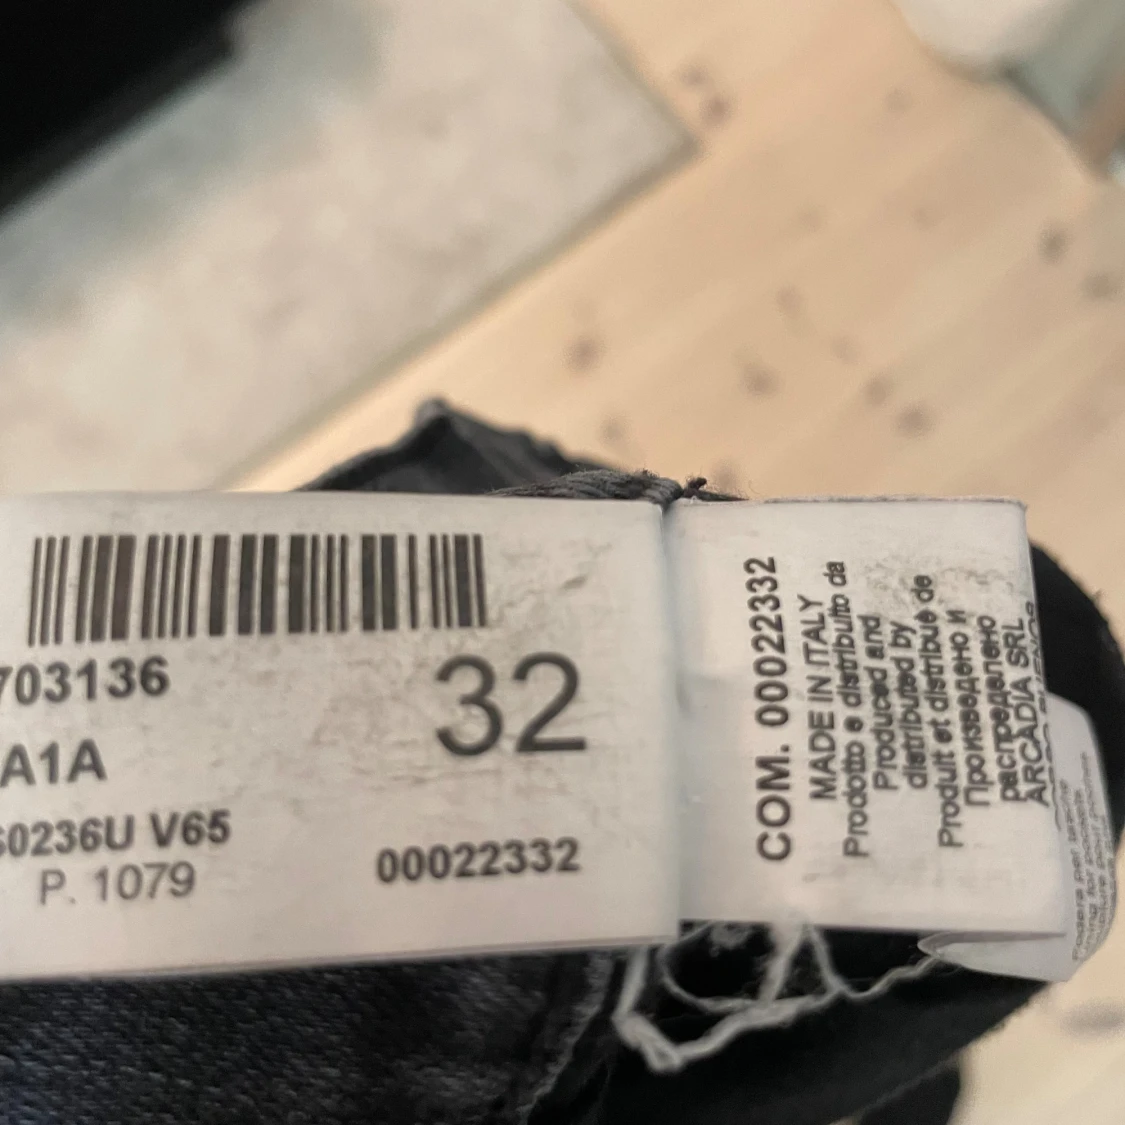 703136
32
A1A
60236U V65
P. 1079
00022332
COM. 00022332
MADE IN ITALY
Prodotto e distribuito da
Produced and
distributed by
Produit et distribué de
Произведено и
распределено
ARCADIA SRL